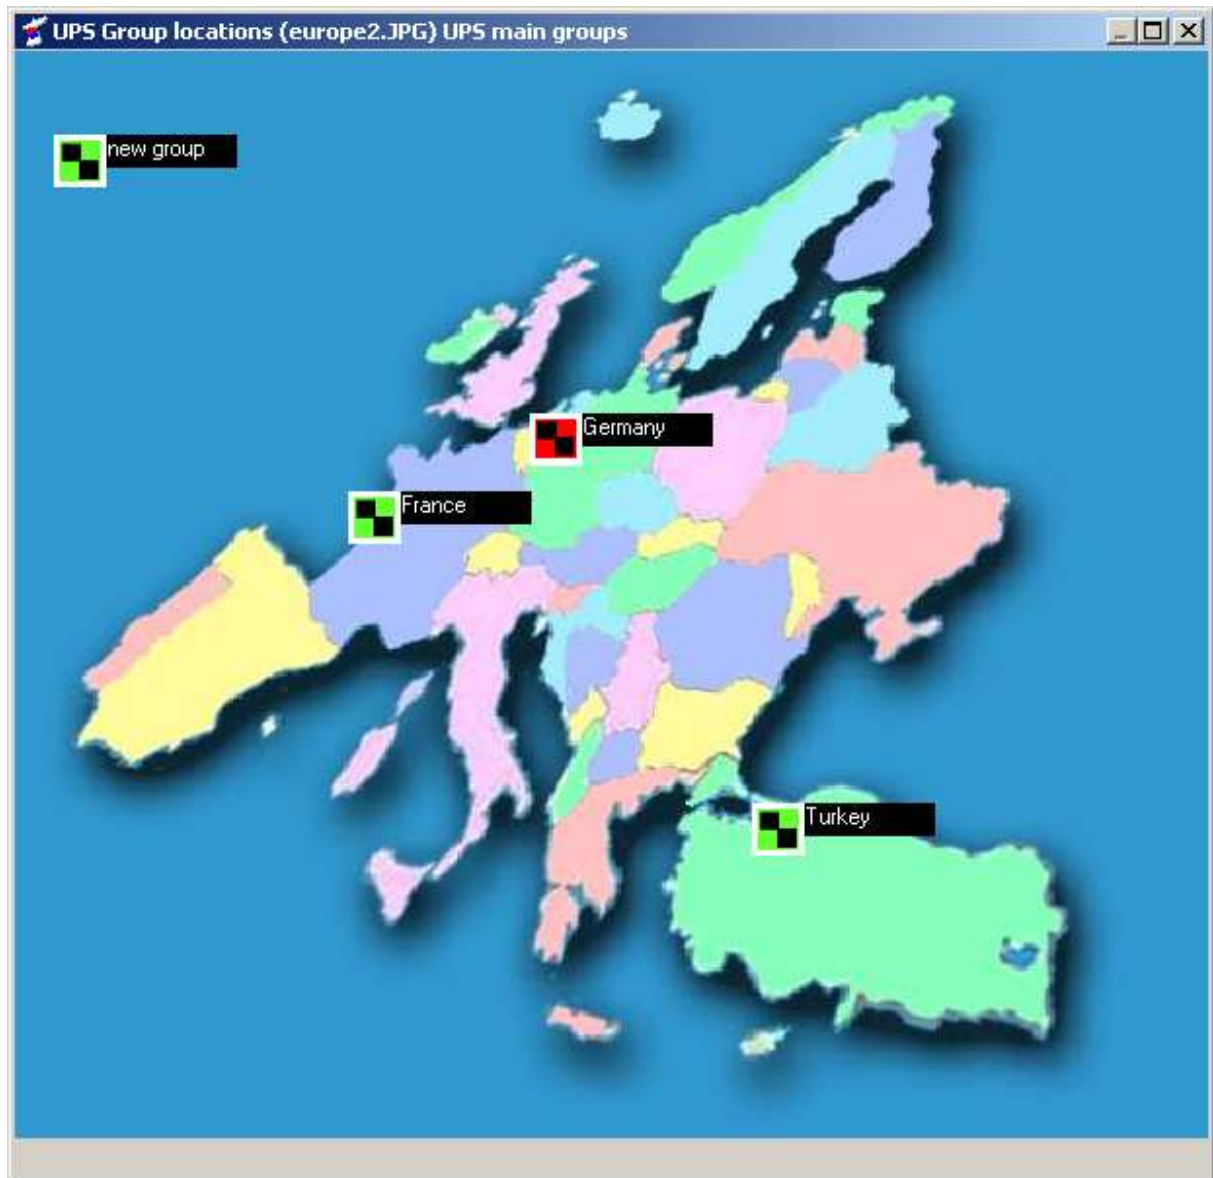 UPS Group locations (europe2.JPG) UPS main groups
new group
Germany
France
Turkey